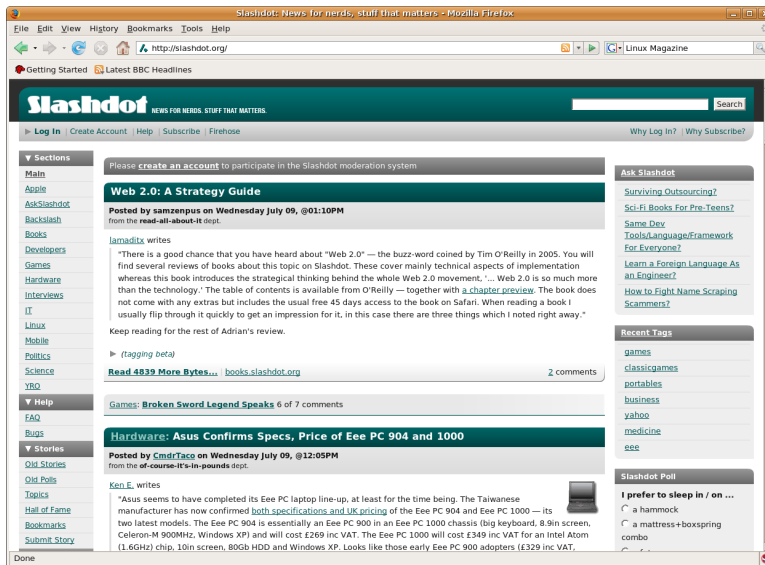 Slashdot: News for nerds, stuff that matters - Mozilla Firefox
File Edit View History Bookmarks Tools Help
http://slashdot.org/
Linux Magazine
Getting Started Latest BBC Headlines
Slashdot NEWS FOR NERDS. STUFF THAT MATTERS.
Search
Log In | Create Account | Help | Subscribe | Firehose
Why Log In? | Why Subscribe?
Sections
Main
Apple
AskSlashdot
Backslash
Books
Developers
Games
Hardware
Interviews
IT
Linux
Mobile
Politics
Science
YRO
Help
FAQ
Bugs
Stories
Old Stories
Old Polls
Topics
Hall of Fame
Bookmarks
Submit Story
Please create an account to participate in the Slashdot moderation system
Web 2.0: A Strategy Guide
Posted by samzenpus on Wednesday July 09, @01:10PM
from the read-all-about-it dept.
lamaditx writes
"There is a good chance that you have heard about "Web 2.0" — the buzz-word coined by Tim O'Reilly in 2005. You will
find several reviews of books about this topic on Slashdot. These cover mainly technical aspects of implementation
whereas this book introduces the strategical thinking behind the whole Web 2.0 movement, '... Web 2.0 is so much more
than the technology.' The table of contents is available from O'Reilly — together with a chapter preview. The book does
not come with any extras but includes the usual free 45 days access to the book on Safari. When reading a book I
usually flip through it quickly to get an impression for it, in this case there are three things which I noted right away."
Keep reading for the rest of Adrian's review.
(tagging beta)
Read 4839 More Bytes... | books.slashdot.org
2 comments
Games: Broken Sword Legend Speaks 6 of 7 comments
Hardware: Asus Confirms Specs, Price of Eee PC 904 and 1000
Posted by CmdrTaco on Wednesday July 09, @12:05PM
from the of-course-it's-in-pounds dept.
Ken E. writes
"Asus seems to have completed its Eee PC laptop line-up, at least for the time being. The Taiwanese
manufacturer has now confirmed both specifications and UK pricing of the Eee PC 904 and Eee PC 1000 — its
two latest models. The Eee PC 904 is essentially an Eee PC 900 in an Eee PC 1000 chassis (big keyboard, 8.9in screen,
Celeron-M 900MHz, Windows XP) and will cost £269 inc VAT. The Eee PC 1000 will cost £349 inc VAT for an Intel Atom
(1.6GHz) chip, 10in screen, 80Gb HDD and Windows XP. Looks like those early Eee PC 900 adopters (£329 inc VAT,
Ask Slashdot
Surviving Outsourcing?
Sci-Fi Books For Pre-Teens?
Same Dev
Tools/Language/Framework
For Everyone?
Learn a Foreign Language As
an Engineer?
How to Fight Name Scraping
Scammers?
Recent Tags
games
classicgames
portables
business
yahoo
medicine
eee
Slashdot Poll
I prefer to sleep in / on ...
a hammock
a mattress+boxspring
combo
Done